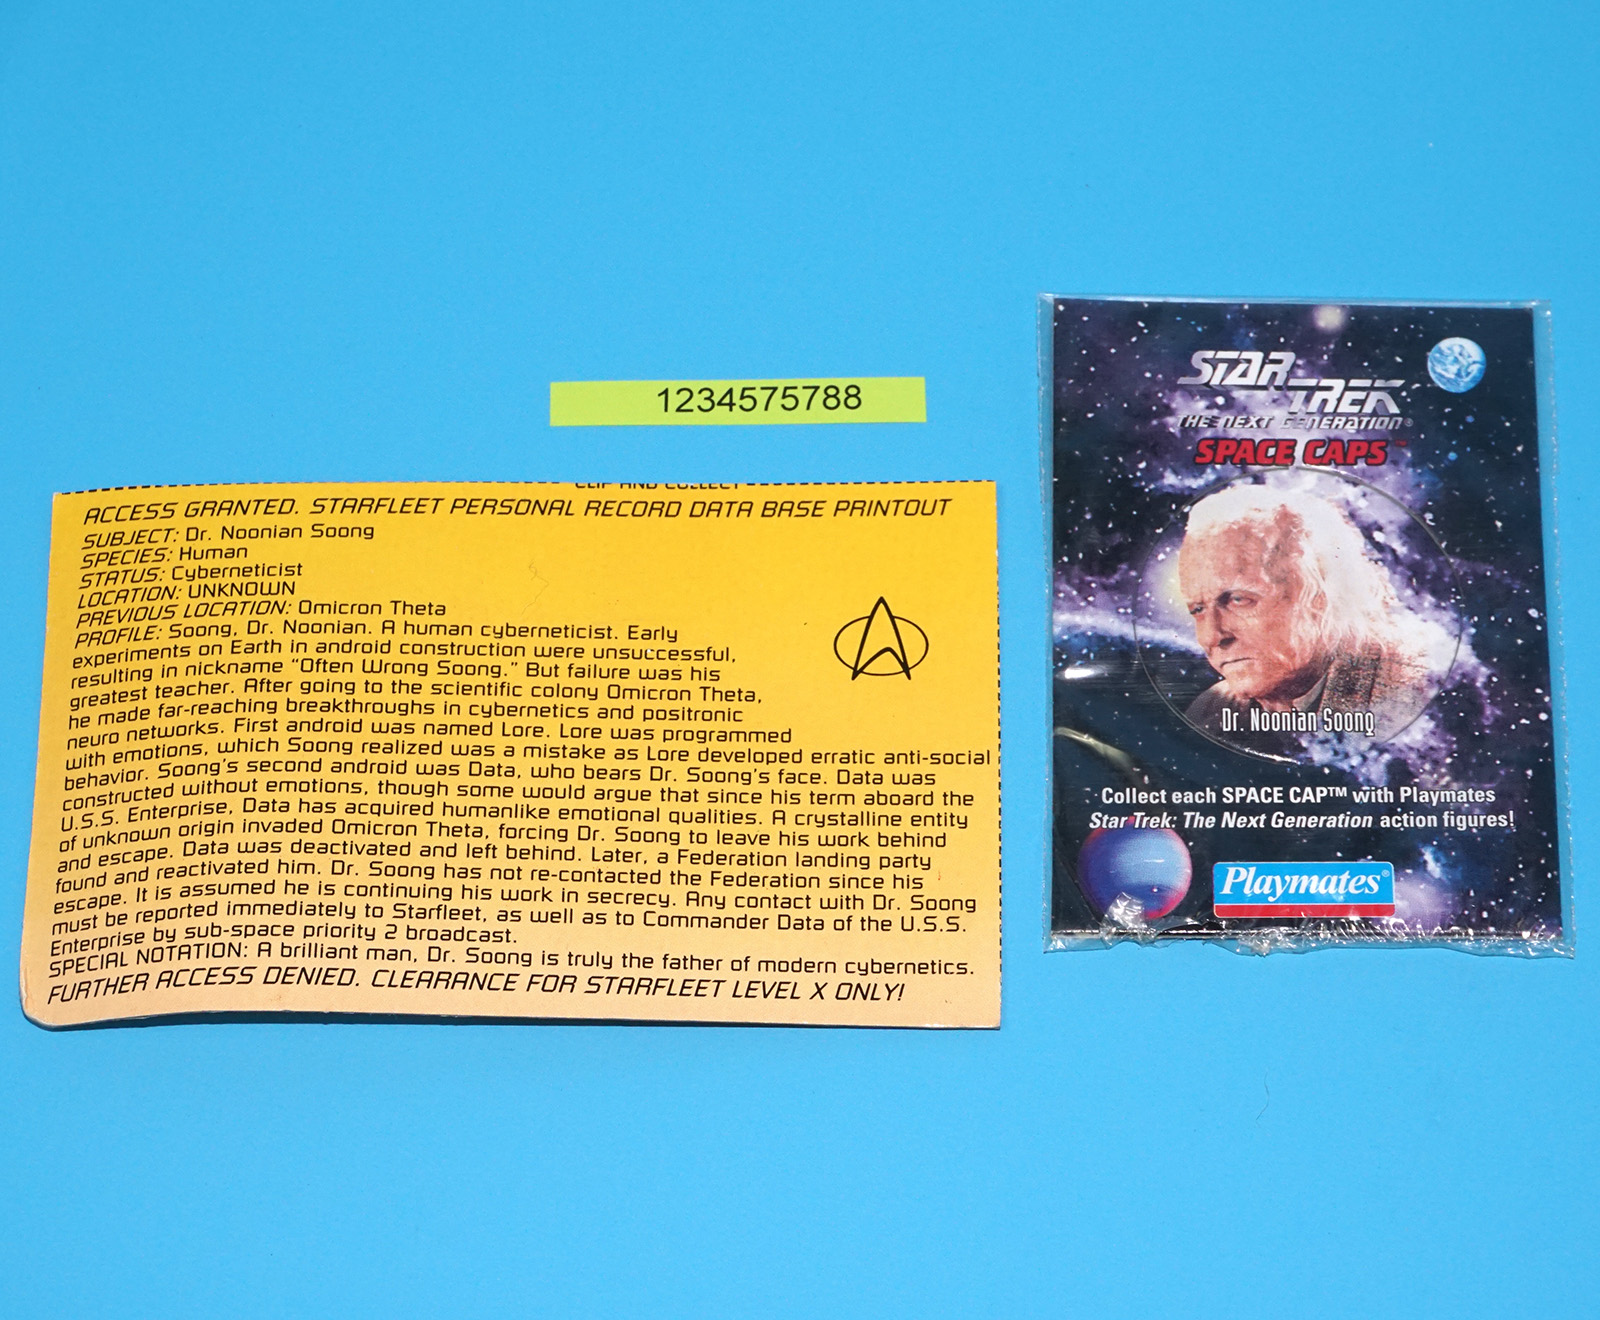 1234575788
CLIP AND COLLECT
ACCESS GRANTED. STARFLEET PERSONAL RECORD DATA BASE PRINTOUT
SUBJECT: Dr. Noonian Soong
SPECIES: Human
STATUS: Cyberneticist
LOCATION: UNKNOWN
PREVIOUS LOCATION: Omicron Theta
PROFILE: Soong, Dr. Noonian. A human cyberneticist. Early
experiments on Earth in android construction were unsuccessful,
resulting in nickname "Often Wrong Soong." But failure was his
greatest teacher. After going to the scientific colony Omicron Theta,
he made far-reaching breakthroughs in cybernetics and positronic
neuro networks. First android was named Lore. Lore was programmed
with emotions, which Soong realized was a mistake as Lore developed erratic anti-social
behavior. Soong's second android was Data, who bears Dr. Soong's face. Data was
constructed without emotions, though some would argue that since his term aboard the
U.S.S. Enterprise, Data has acquired humanlike emotional qualities. A crystalline entity
of unknown origin invaded Omicron Theta, forcing Dr. Soong to leave his work behind
and escape. Data was deactivated and left behind. Later, a Federation landing party
found and reactivated him. Dr. Soong has not re-contacted the Federation since his
escape. It is assumed he is continuing his work in secrecy. Any contact with Dr. Soong
must be reported immediately to Starfleet, as well as to Commander Data of the U.S.S.
Enterprise by sub-space priority 2 broadcast.
SPECIAL NOTATION: A brilliant man, Dr. Soong is truly the father of modern cybernetics.
FURTHER ACCESS DENIED. CLEARANCE FOR STARFLEET LEVEL X ONLY!
STAR TREK
THE NEXT GENERATION®
SPACE CAPS™
Dr. Noonian Soong
Collect each SPACE CAP™ with Playmates
Star Trek: The Next Generation action figures!
Playmates®